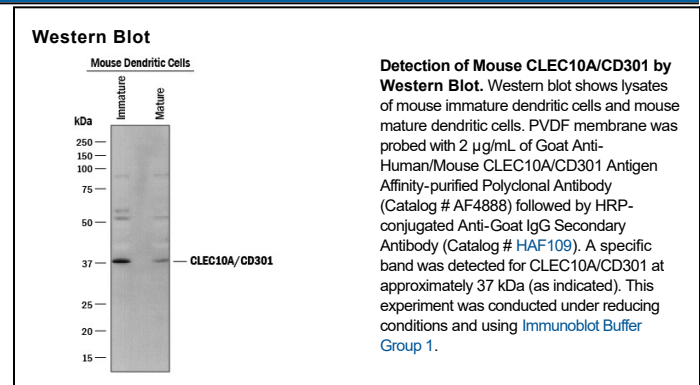 Western Blot
Mouse Dendritic Cells
Immature
Mature
kDa
250
150
100
75
50
37
25
20
15
CLEC10A/CD301
Detection of Mouse CLEC10A/CD301 by
Western Blot. Western blot shows lysates
of mouse immature dendritic cells and mouse
mature dendritic cells. PVDF membrane was
probed with 2 µg/mL of Goat Anti-
Human/Mouse CLEC10A/CD301 Antigen
Affinity-purified Polyclonal Antibody
(Catalog # AF4888) followed by HRP-
conjugated Anti-Goat IgG Secondary
Antibody (Catalog # HAF109). A specific
band was detected for CLEC10A/CD301 at
approximately 37 kDa (as indicated). This
experiment was conducted under reducing
conditions and using Immunoblot Buffer
Group 1.